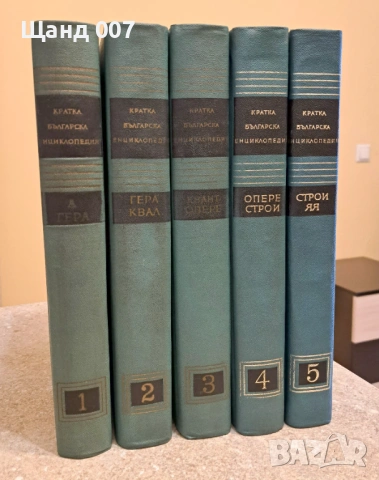 Щанд 007
КРАТКА
БЪЛГАРСКА
ЕНЦИКЛОПЕДИЯ
А
ГЕРА
1
КРАТКА
БЪЛГАРСКА
ЕНЦИКЛОПЕДИЯ
ГЕРА
КВАЛ
2
КРАТКА
БЪЛГАРСКА
ЕНЦИКЛОПЕДИЯ
КВАНТ
ОПЕРЕ
3
КРАТКА
БЪЛГАРСКА
ЕНЦИКЛОПЕДИЯ
ОПЕРЕ
СТРОИ
4
КРАТКА
БЪЛГАРСКА
ЕНЦИКЛОПЕДИЯ
СТРОИ
ЯЯ
5
BAZAR